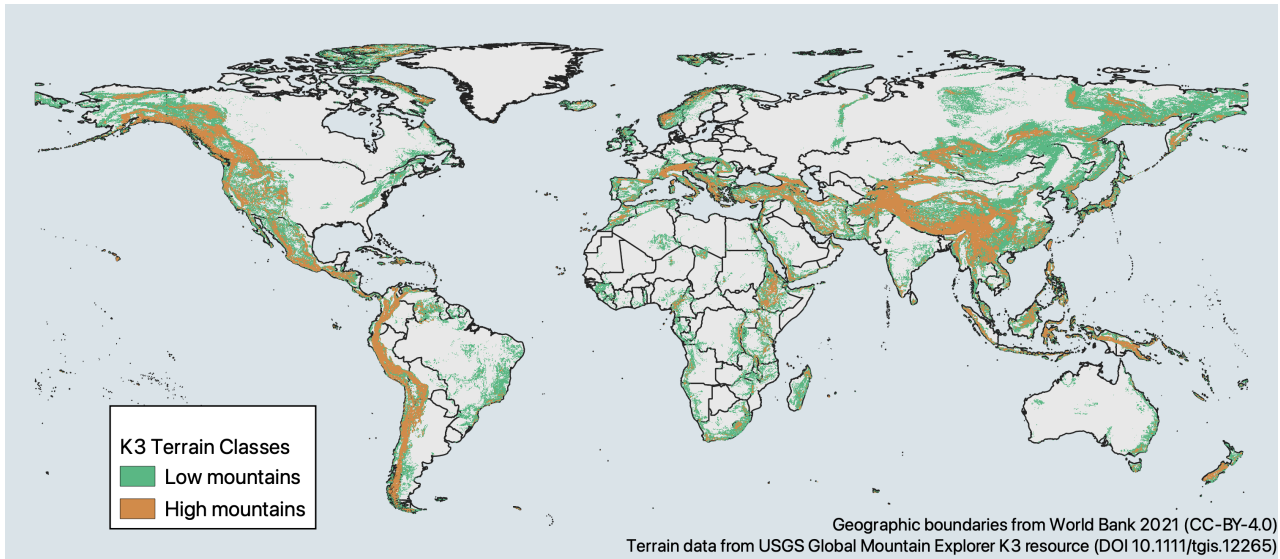 K3 Terrain Classes
Low mountains
High mountains
Geographic boundaries from World Bank 2021 (CC-BY-4.0)
Terrain data from USGS Global Mountain Explorer K3 resource (DOI 10.1111/tgis.12265)